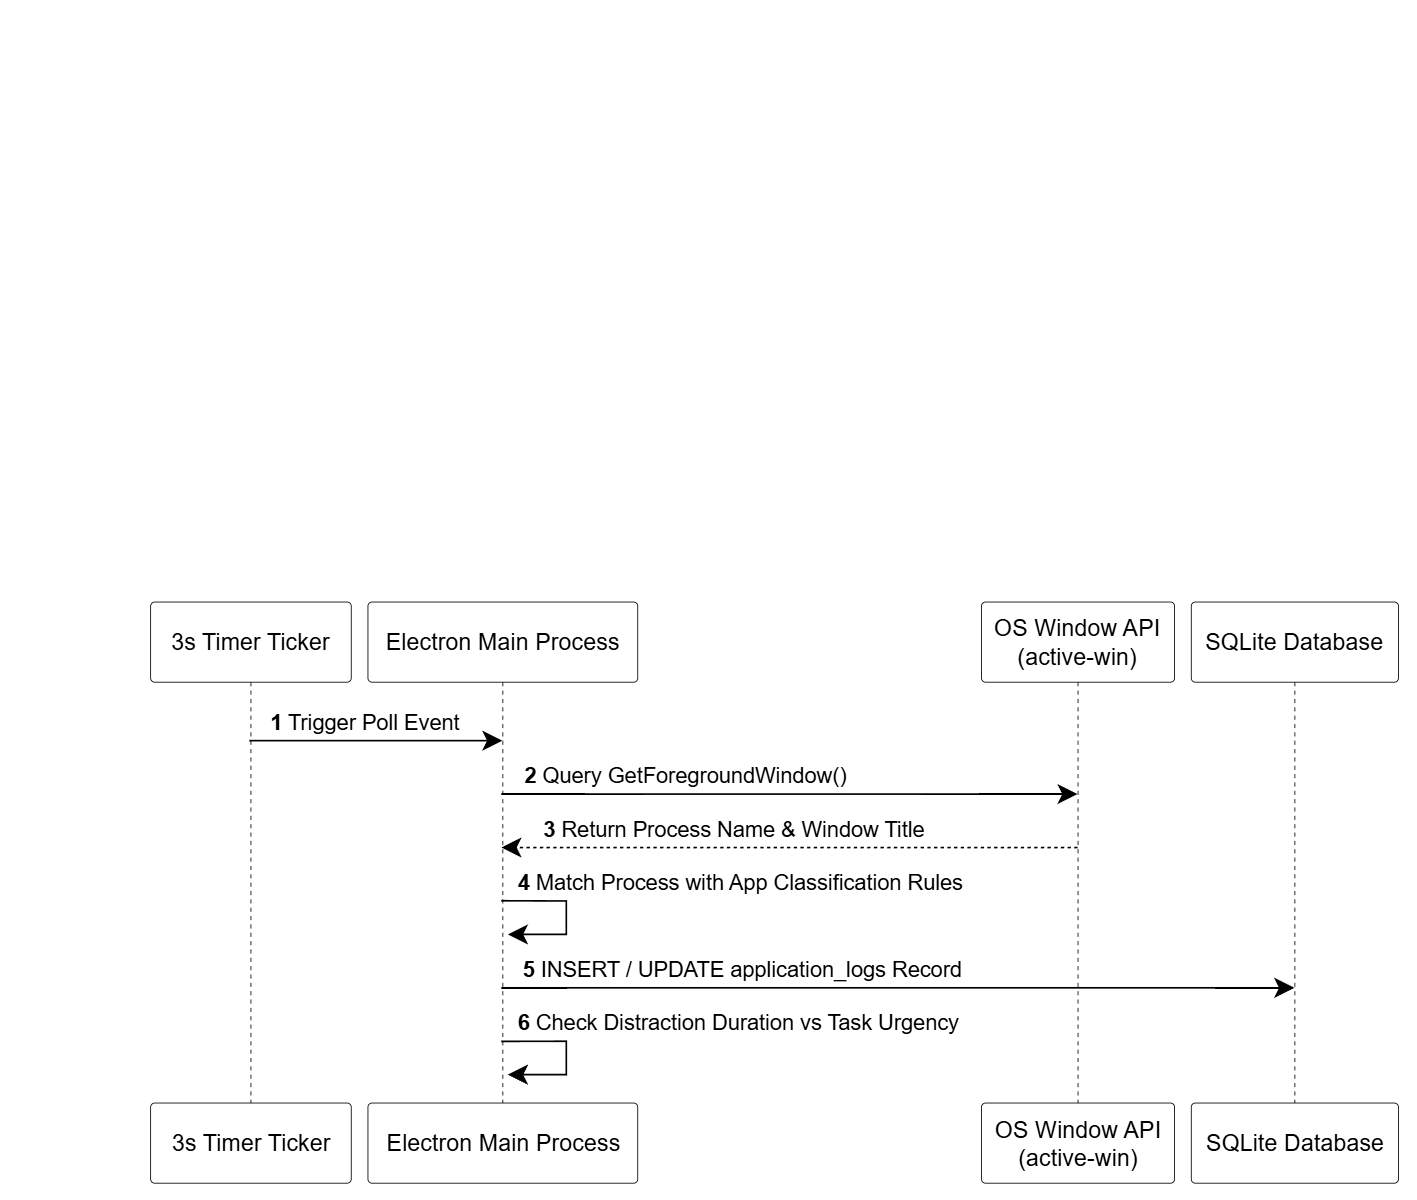 3s Timer Ticker
Electron Main Process
OS Window API
(active-win)
SQLite Database
1 Trigger Poll Event
2 Query GetForegroundWindow()
3 Return Process Name & Window Title
4 Match Process with App Classification Rules
5 INSERT / UPDATE application_logs Record
6 Check Distraction Duration vs Task Urgency
3s Timer Ticker
Electron Main Process
OS Window API
(active-win)
SQLite Database